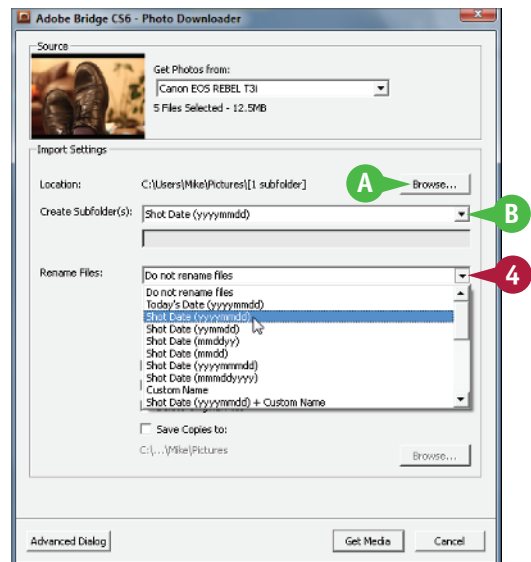 Adobe Bridge CS6 - Photo Downloader
Source
Get Photos from:
Canon EOS REBEL T3i
5 Files Selected - 12.5MB
Import Settings
Location: C:\Users\Mike\Pictures\[1 subfolder] A Browse...
Create Subfolder(s): Shot Date (yyyymmdd) B
Rename Files: Do not rename files 4
Do not rename files
Today's Date (yyyymmdd)
Shot Date (yyyymmdd)
Shot Date (yymmdd)
Shot Date (mmddyy)
Shot Date (mmdd)
Shot Date (yyyymmmdd)
Shot Date (mmmddyyyy)
Custom Name
Shot Date (yyyymmdd) + Custom Name
Save Copies to:
C:\...\Mike\Pictures Browse...
Advanced Dialog Get Media Cancel